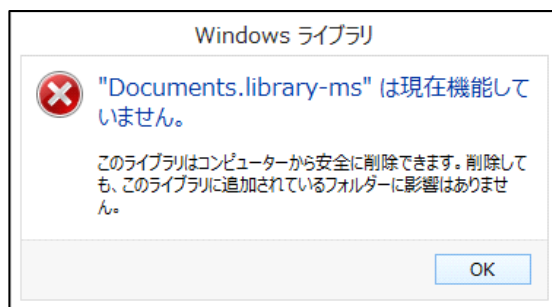 Windows ライブラリ
"Documents.library-ms" は現在機能して
いません。
このライブラリはコンピューターから安全に削除できます。削除して
も、このライブラリに追加されているフォルダーに影響はありませ
ん。
OK